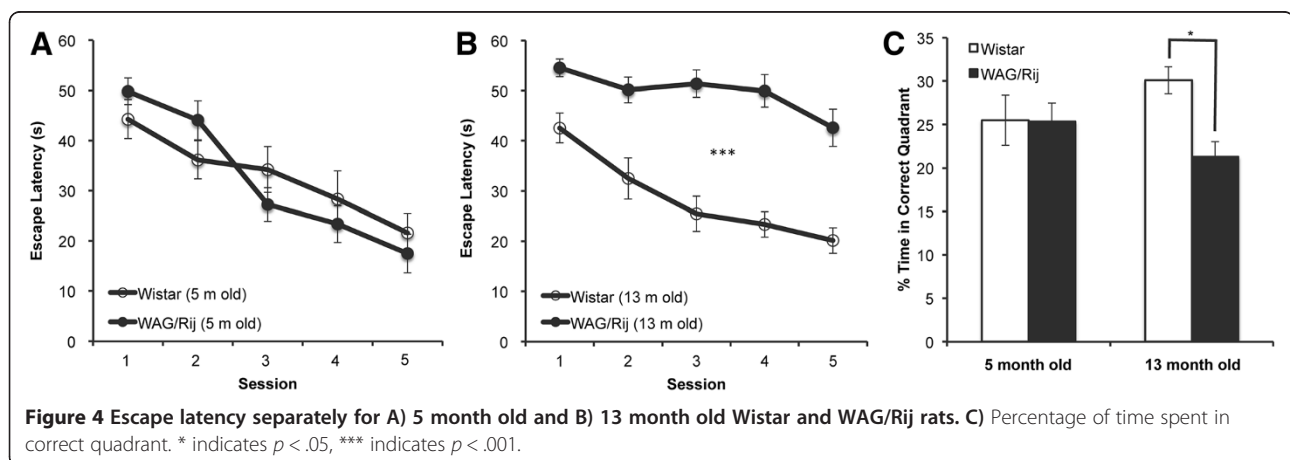 A
60
50
40
30
20
10
0
Escape Latency (s)
Wistar (5 m old)
WAG/Rij (5 m old)
1 2 3 4 5
Session
B
60
50
40
30
20
10
0
Escape Latency (s)
***
Wistar (13 m old)
WAG/Rij (13 m old)
1 2 3 4 5
Session
C
35
30
25
20
15
10
5
0
% Time in Correct Quadrant
Wistar
WAG/Rij
*
5 month old 13 month old
Figure 4 Escape latency separately for A) 5 month old and B) 13 month old Wistar and WAG/Rij rats. C) Percentage of time spent in
correct quadrant. * indicates p < .05, *** indicates p < .001.